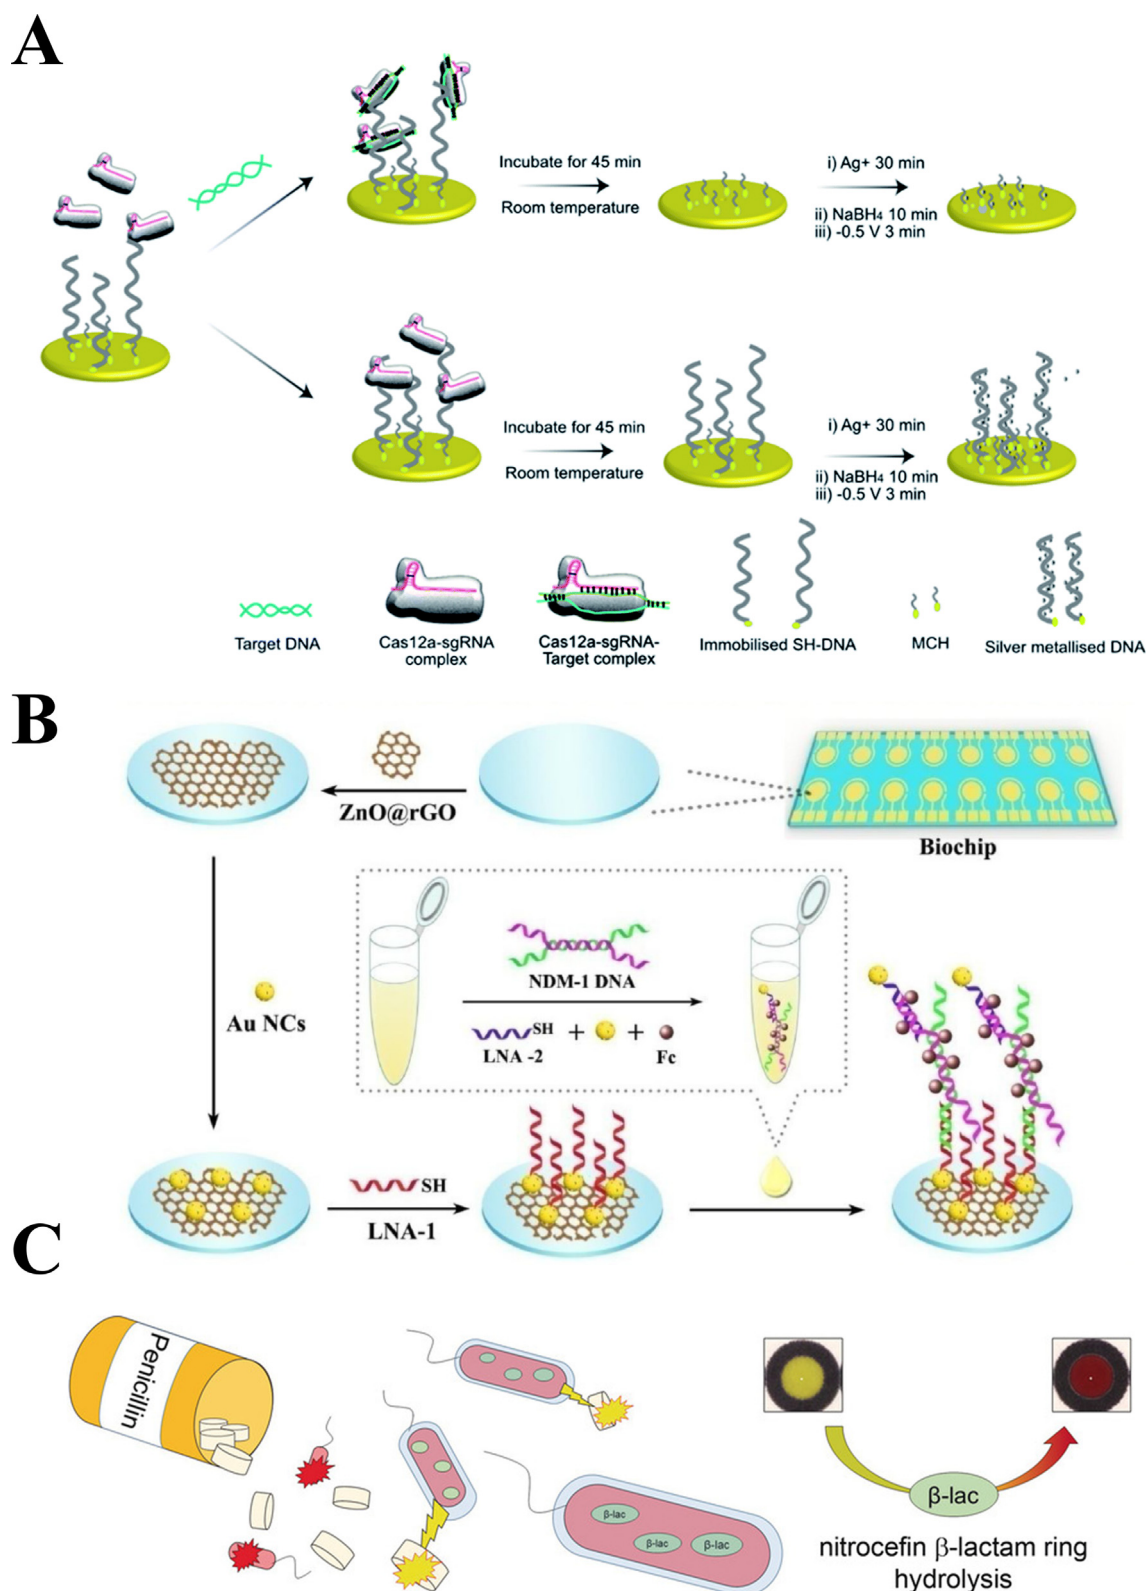 A
Incubate for 45 min
Room temperature
i) Ag+ 30 min
ii) NaBH₄ 10 min
iii) -0.5 V 3 min
Incubate for 45 min
Room temperature
i) Ag+ 30 min
ii) NaBH₄ 10 min
iii) -0.5 V 3 min
Target DNA
Cas12a-sgRNA
complex
Cas12a-sgRNA-
Target complex
Immobilised SH-DNA
MCH
Silver metallised DNA
B
ZnO@rGO
Biochip
Au NCs
NDM-1 DNA
SH
+
+
LNA -2
Fc
SH
LNA-1
C
Penicillin
β-lac
β-lac
β-lac
β-lac
nitrocefin β-lactam ring
hydrolysis